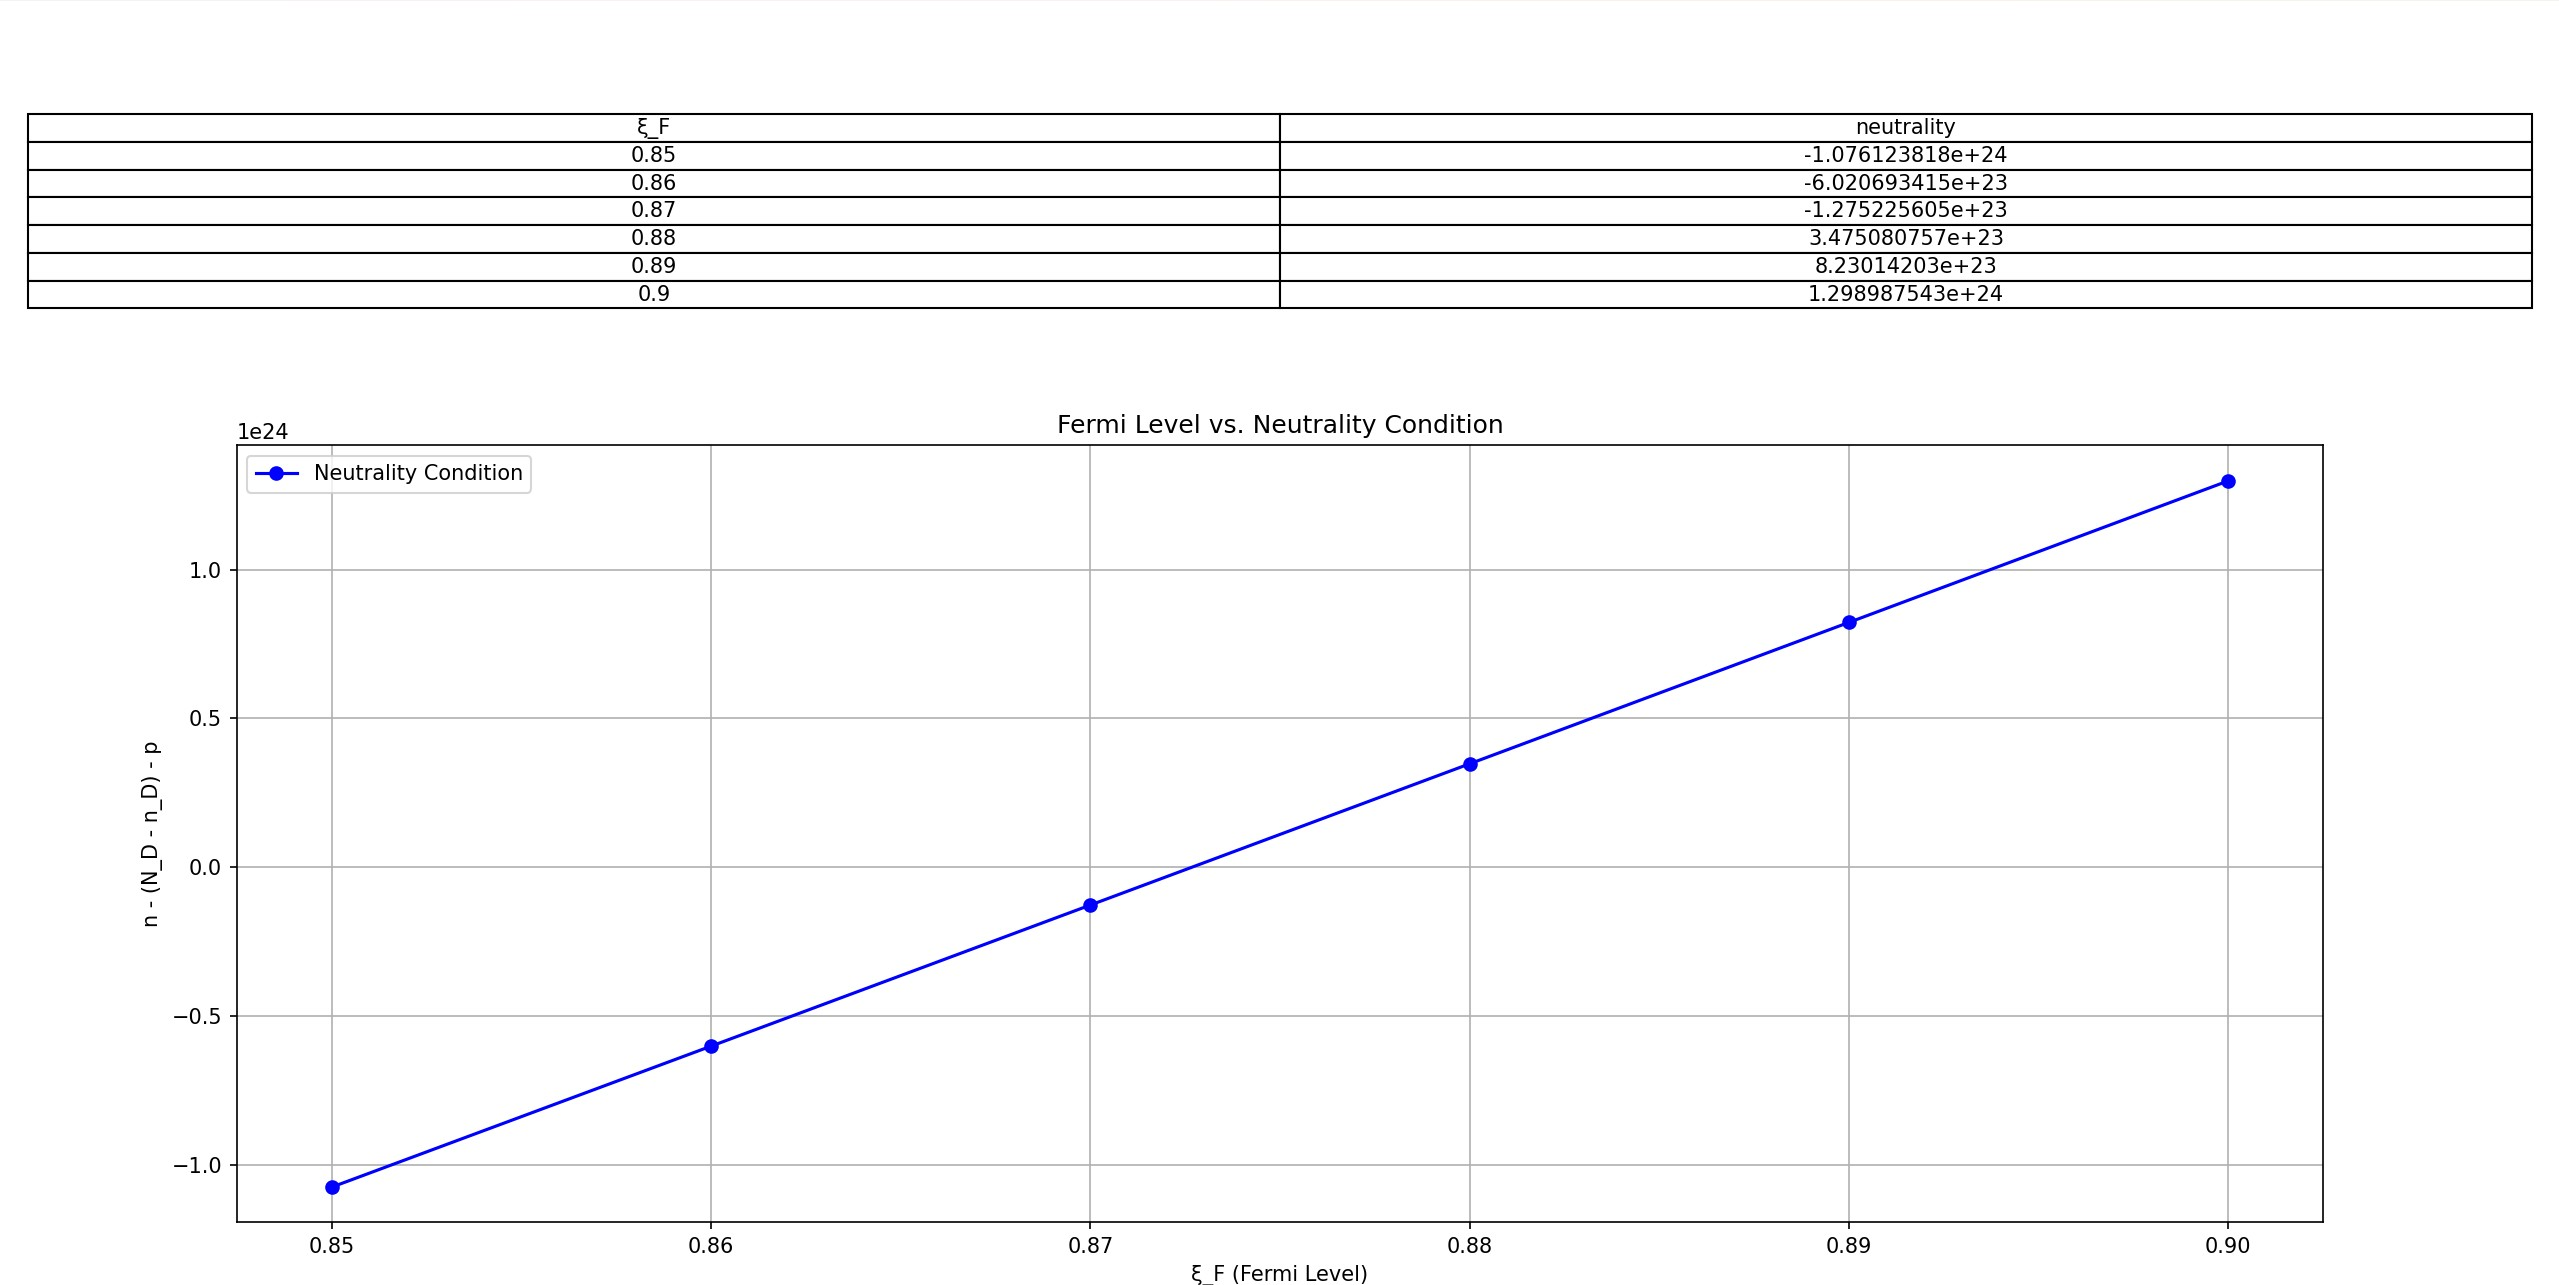 ξ_F neutrality
0.85 -1.076123818e+24
0.86 -6.020693415e+23
0.87 -1.275225605e+23
0.88 3.475080757e+23
0.89 8.23014203e+23
0.9 1.298987543e+24
Fermi Level vs. Neutrality Condition
1e24
Neutrality Condition
1.0
0.5
0.0
−0.5
−1.0
n - (N_D - n_D) - p
0.85 0.86 0.87 0.88 0.89 0.90
ξ_F (Fermi Level)